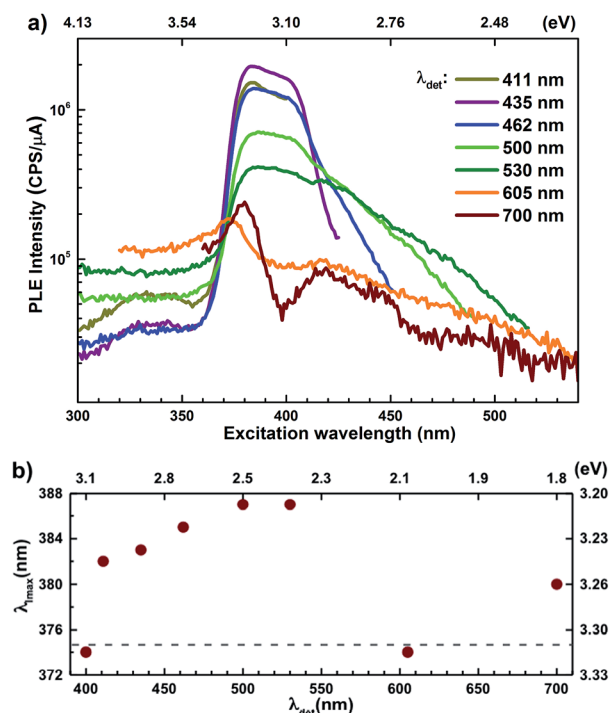 4.13 3.54 3.10 2.76 2.48 (eV)
a)
λdet:
411 nm
435 nm
462 nm
500 nm
530 nm
605 nm
700 nm
10⁶
10⁵
PLE Intensity (CPS/µA)
300 350 400 450 500
Excitation wavelength (nm)
b)
3.1 2.8 2.5 2.3 2.1 1.9 1.8 (eV)
388 3.20
384 3.23
380 3.26
376 3.30
372 3.33
λImax(nm)
400 450 500 550 600 650 700
λdet(nm)